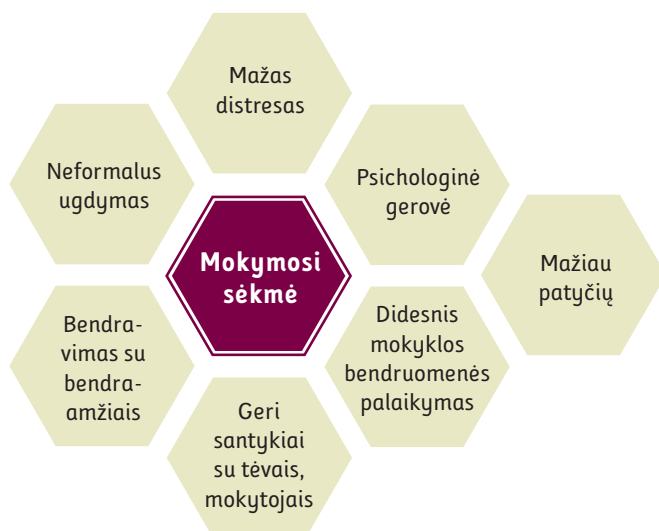 Mažas
distresas
Neformalus
ugdymas
Psichologinė
gerovė
Mokymosi
sėkmė
Mažiau
patyčių
Bendra-
vimas su
bendra-
amžiais
Didesnis
mokyklos
bendruomenės
palaikymas
Geri
santykiai
su tėvais,
mokytojais